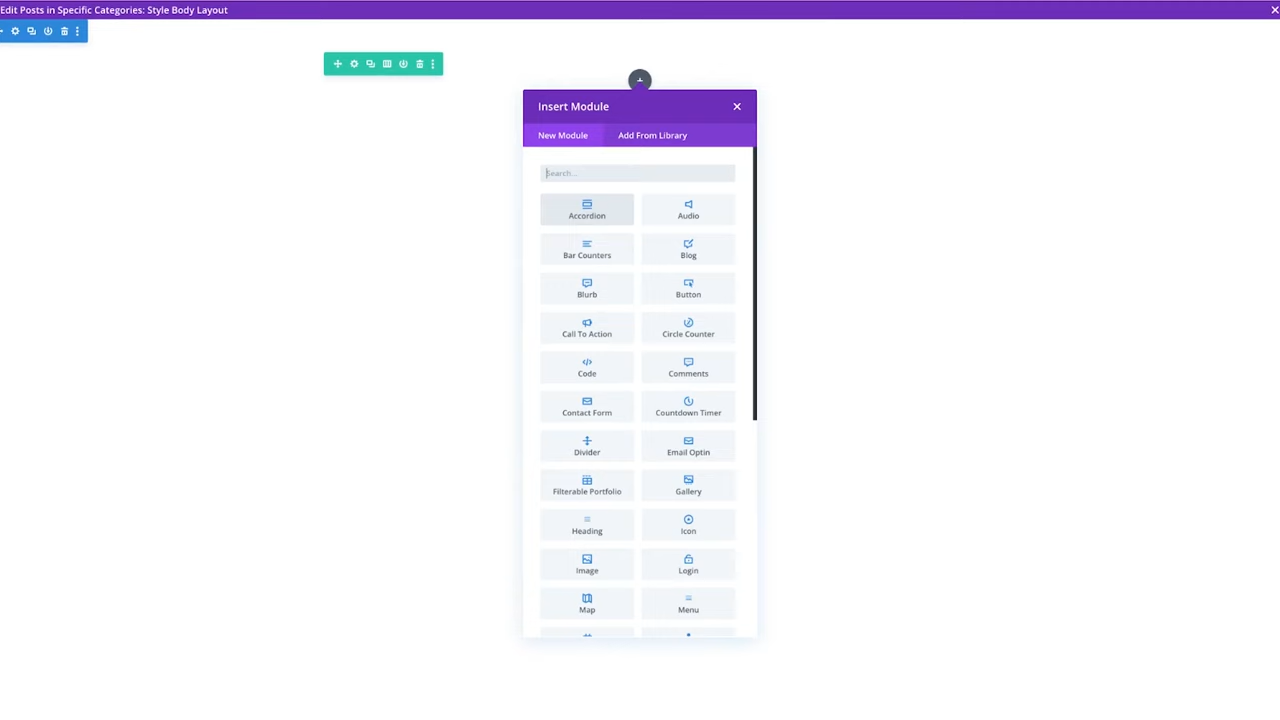 Edit Posts in Specific Categories: Style Body Layout
Insert Module
New Module
Add From Library
Search...
Accordion
Audio
Bar Counters
Blog
Blurb
Button
Call To Action
Circle Counter
Code
Comments
Contact Form
Countdown Timer
Divider
Email Optin
Filterable Portfolio
Gallery
Heading
Icon
Image
Login
Map
Menu